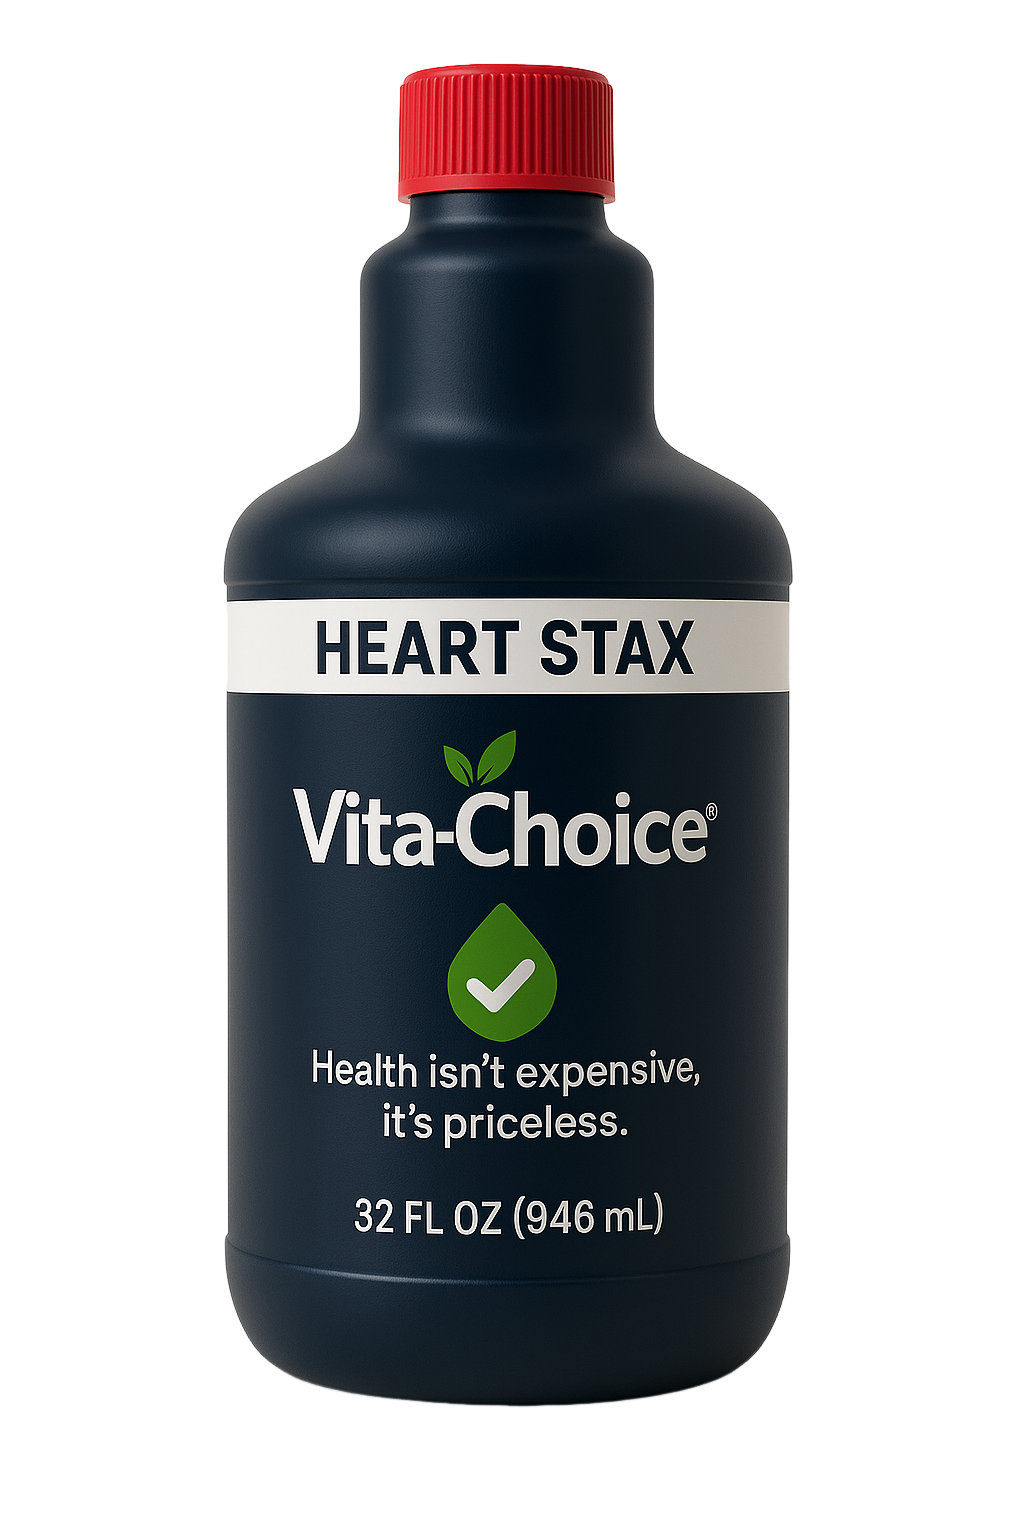 HEART STAX
Vita-Choice®
Health isn't expensive,
it's priceless.
32 FL OZ (946 mL)